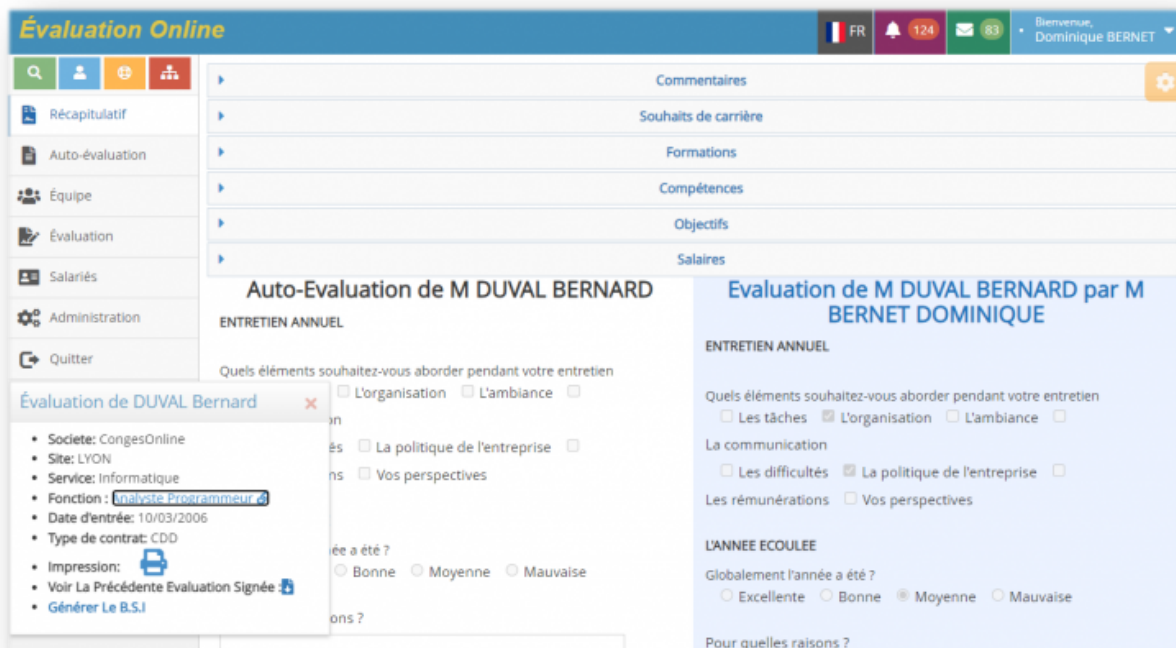 Évaluation Online
FR
124
83
Bienvenue,
Dominique BERNET
Récapitulatif
Auto-évaluation
Équipe
Évaluation
Salariés
Administration
Quitter
Commentaires
Souhaits de carrière
Formations
Compétences
Objectifs
Salaires
Évaluation de DUVAL Bernard
Societe: CongesOnline
Site: LYON
Service: Informatique
Fonction : Analyste Programmeur
Date d'entrée: 10/03/2006
Type de contrat: CDD
Impression:
Voir La Précédente Evaluation Signée :
Générer Le B.S.I
Auto-Evaluation de M DUVAL BERNARD
ENTRETIEN ANNUEL
Quels éléments souhaitez-vous aborder pendant votre entretien
L'organisation L'ambiance
La politique de l'entreprise
Vos perspectives
ée a été ?
Bonne Moyenne Mauvaise
ons ?
Evaluation de M DUVAL BERNARD par M
BERNET DOMINIQUE
ENTRETIEN ANNUEL
Quels éléments souhaitez-vous aborder pendant votre entretien
Les tâches L'organisation L'ambiance
La communication
Les difficultés La politique de l'entreprise
Les rémunérations Vos perspectives
L'ANNEE ECOULEE
Globalement l'année a été ?
Excellente Bonne Moyenne Mauvaise
Pour quelles raisons ?